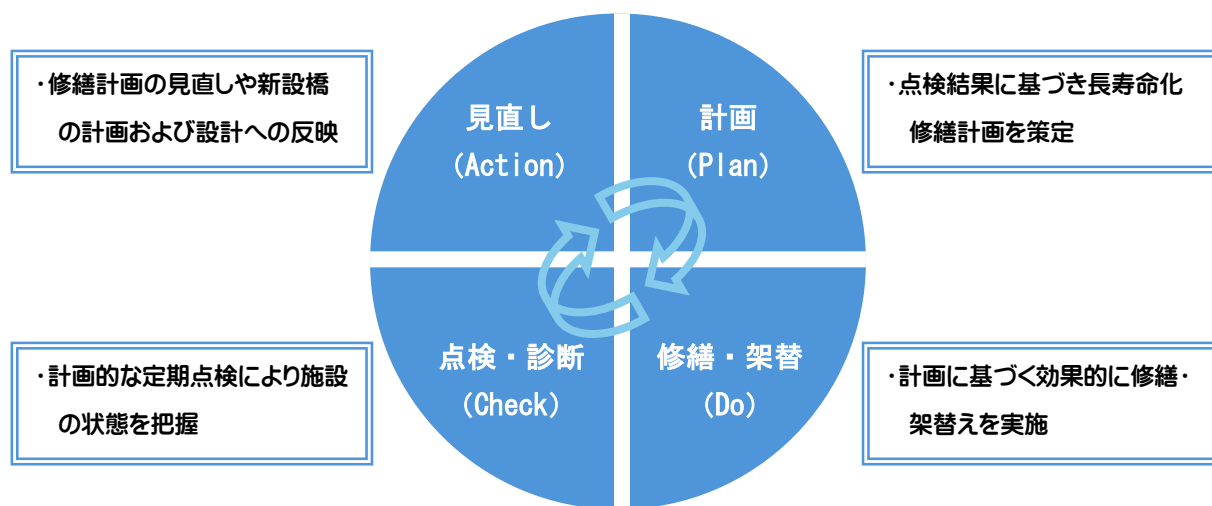 ・修繕計画の見直しや新設橋
の計画および設計への反映
見直し
(Action)
計画
(Plan)
・点検結果に基づき長寿命化
修繕計画を策定
・計画的な定期点検により施設
の状態を把握
点検・診断
(Check)
修繕・架替
(Do)
・計画に基づく効果的に修繕・
架替えを実施